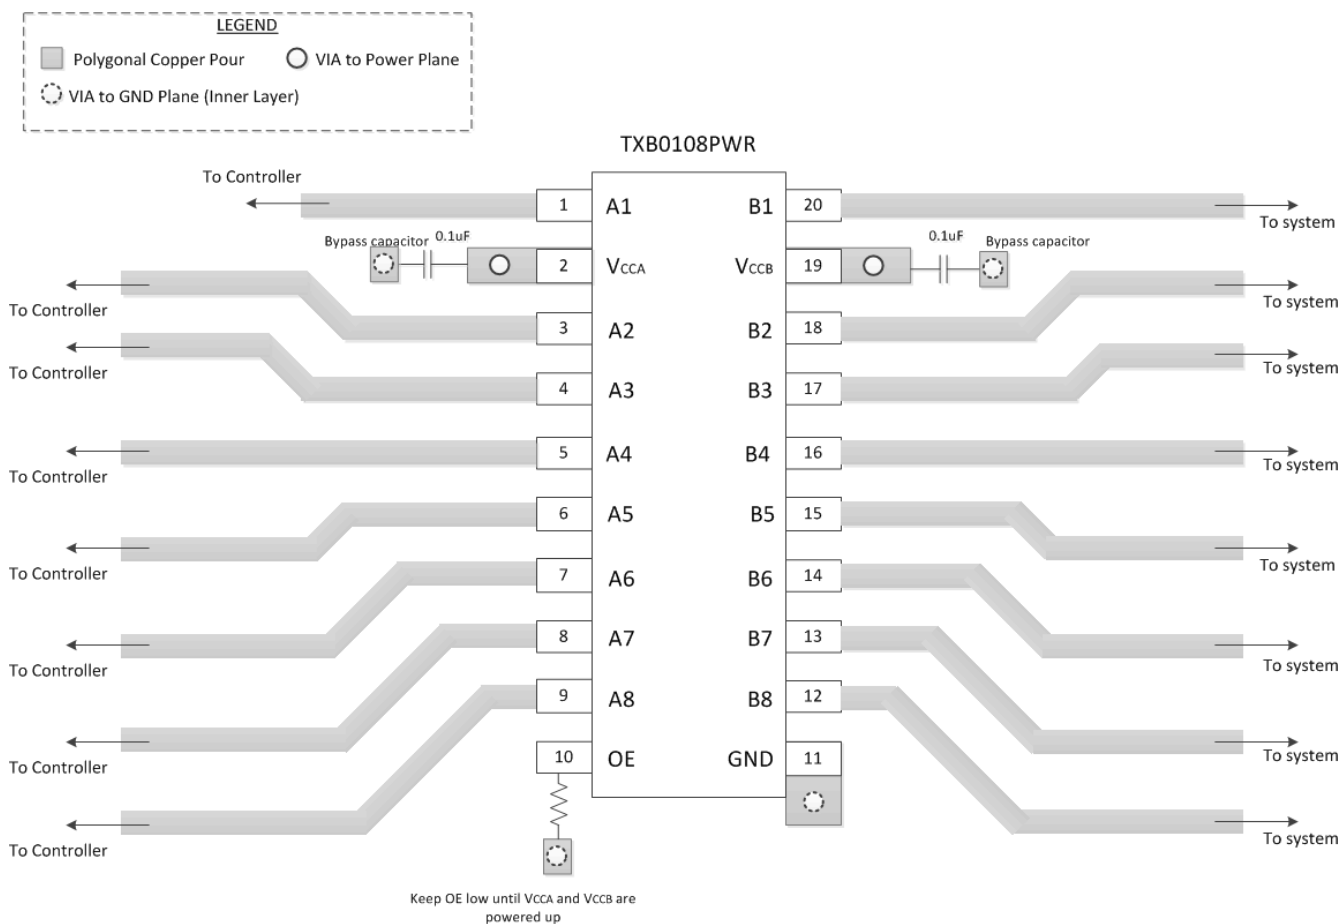 LEGEND
Polygonal Copper Pour
VIA to Power Plane
VIA to GND Plane (Inner Layer)
TXB0108PWR
To Controller
1
A1
B1
20
To system
Bypass capacitor
0.1uF
2
VCCA
VCCB
19
0.1uF
Bypass capacitor
To Controller
3
A2
B2
18
To system
To Controller
4
A3
B3
17
To system
To Controller
5
A4
B4
16
To system
To Controller
6
A5
B5
15
To system
To Controller
7
A6
B6
14
To system
To Controller
8
A7
B7
13
To system
To Controller
9
A8
B8
12
To system
10
OE
GND
11
Keep OE low until VCCA and VCCB are
powered up